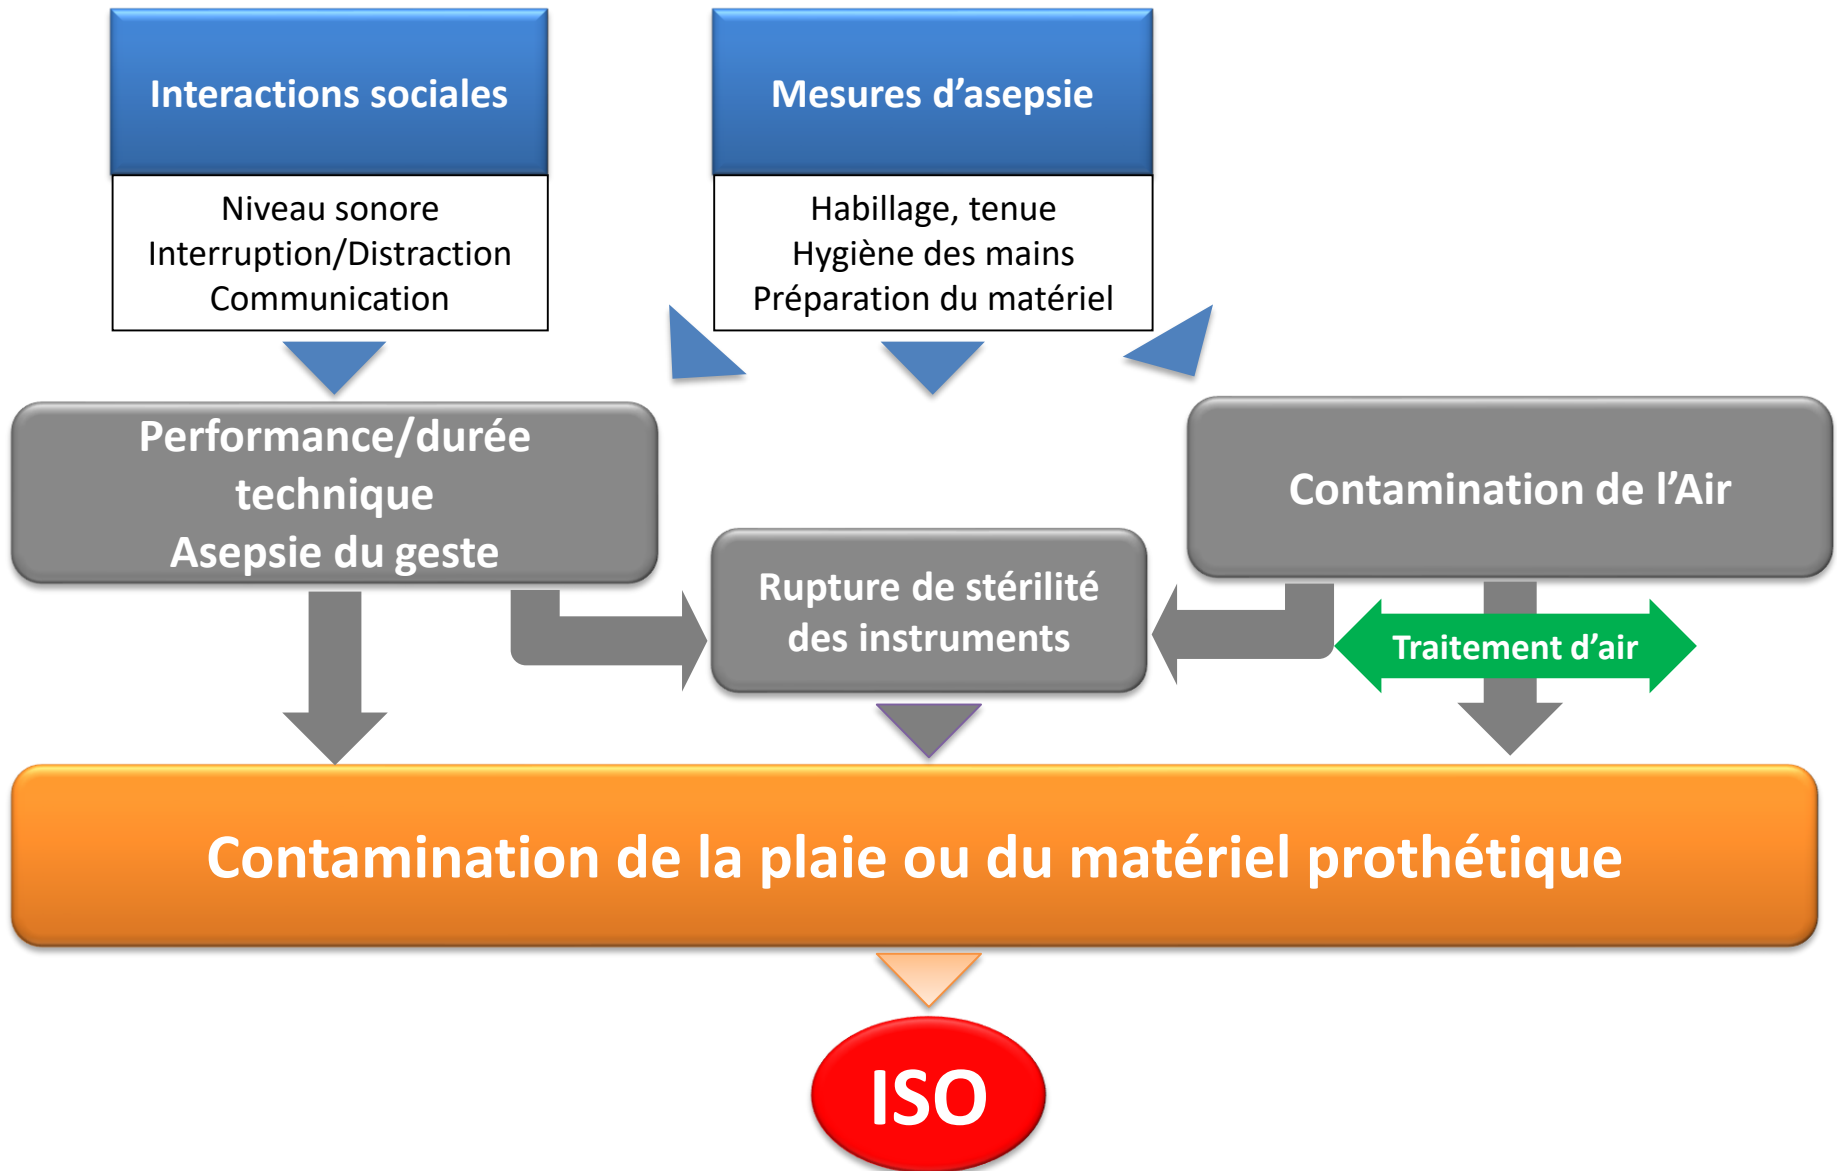 Interactions sociales
Niveau sonore
Interruption/Distraction
Communication
Mesures d’asepsie
Habillage, tenue
Hygiène des mains
Préparation du matériel
Performance/durée
technique
Asepsie du geste
Rupture de stérilité
des instruments
Contamination de l’Air
Traitement d’air
Contamination de la plaie ou du matériel prothétique
ISO